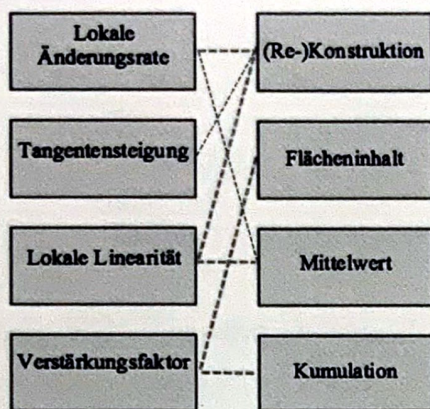 Lokale
Änderungsrate
(Re-)Konstruktion
Tangentensteigung
Flächeninhalt
Lokale Linearität
Mittelwert
Verstärkungsfaktor
Kumulation